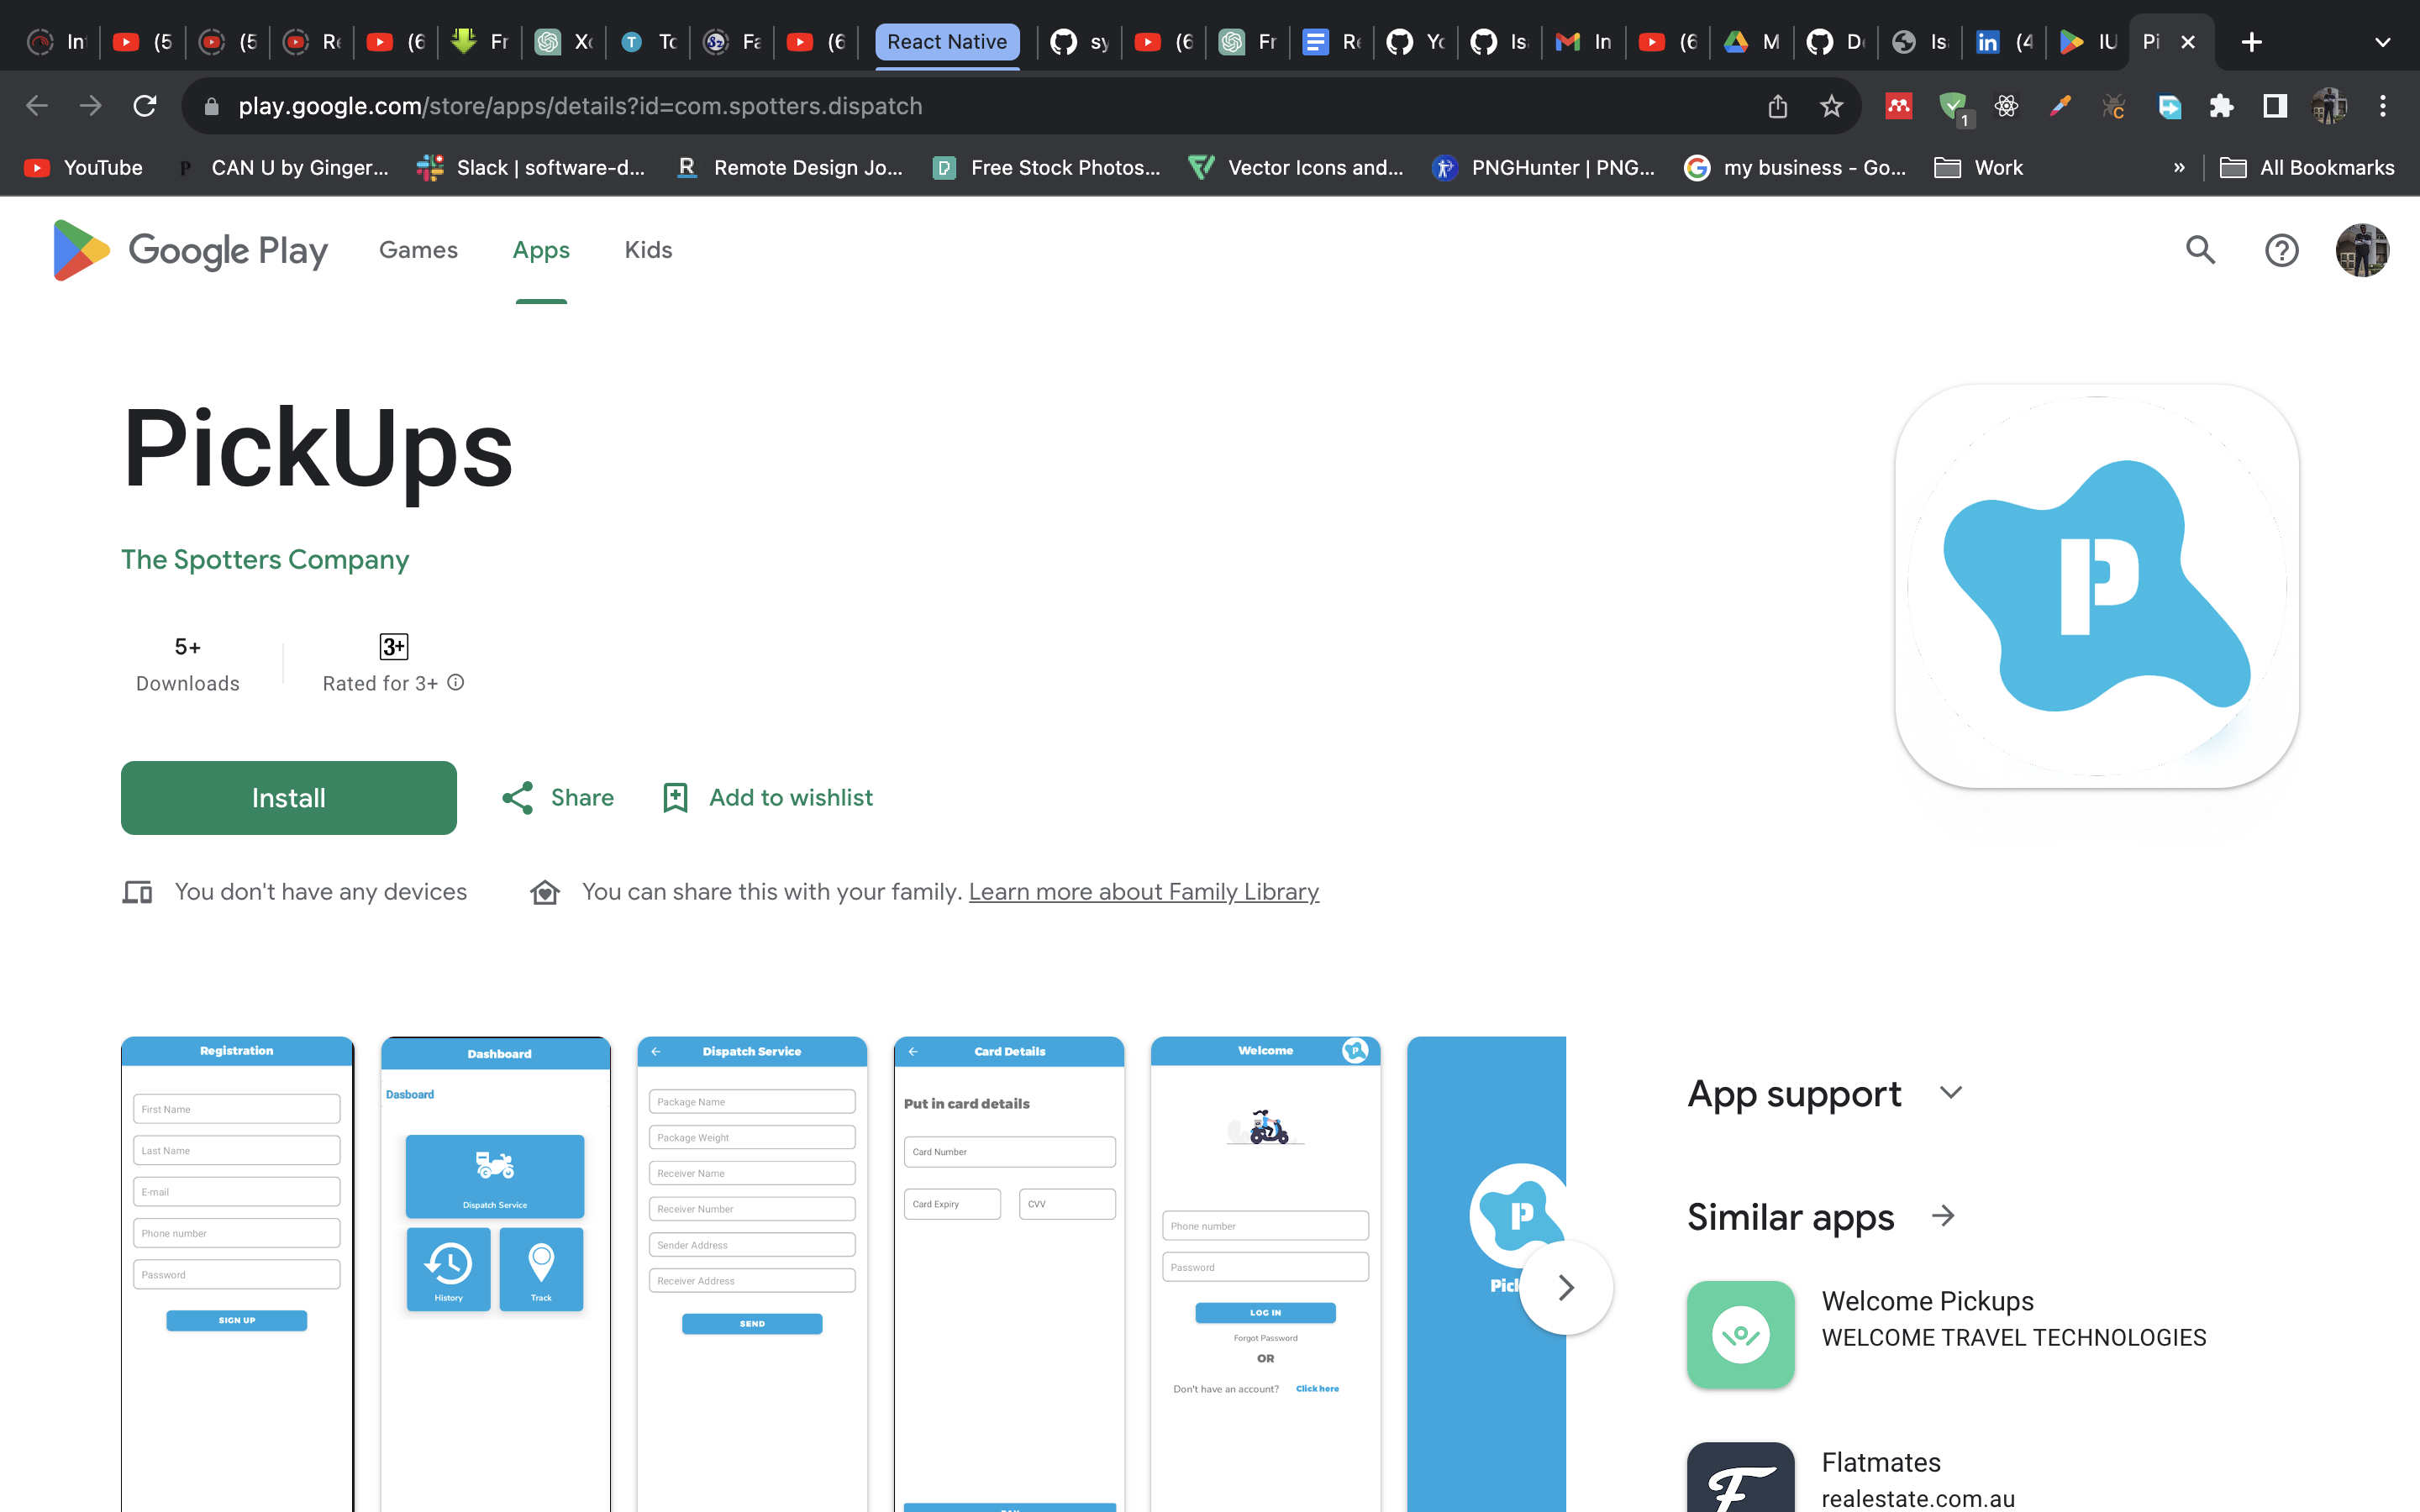 In
(5
(5
Re
(6
Fr
Xc
Tc
Fa
(6
React Native
sy
(6
Fr
Re
Yc
Is
In
(6
M
D
Is
(4
IU
Pi
play.google.com/store/apps/details?id=com.spotters.dispatch
1
YouTube
CAN U by Ginger...
Slack | software-d...
Remote Design Jo...
Free Stock Photos...
Vector Icons and...
PNGHunter | PNG...
my business - Go...
Work
»
All Bookmarks
Google Play
Games
Apps
Kids
PickUps
The Spotters Company
P
5+
Downloads
3+
Rated for 3+
Install
Share
Add to wishlist
You don't have any devices
You can share this with your family. Learn more about Family Library
Registration
First Name
Last Name
E-mail
Phone number
Password
SIGN UP
Dashboard
Dasboard
Dispatch Service
History
Track
Dispatch Service
Package Name
Package Weight
Receiver Name
Receiver Number
Sender Address
Receiver Address
SEND
Card Details
Put in card details
Card Number
Card Expiry
CVV
Welcome
P
Phone number
Password
LOG IN
Forgot Password
OR
Don't have an account?
Click here
P
Pick
App support
Similar apps
Welcome Pickups
WELCOME TRAVEL TECHNOLOGIES
F
Flatmates
realestate.com.au